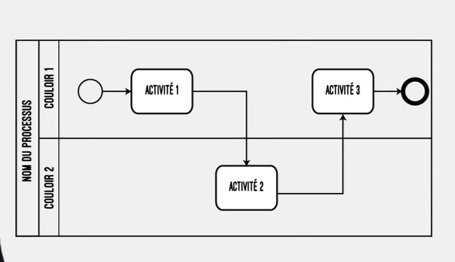 NOM DU PROCESSUS
COULOIR 1
ACTIVITÉ 1
ACTIVITÉ 3
COULOIR 2
ACTIVITÉ 2